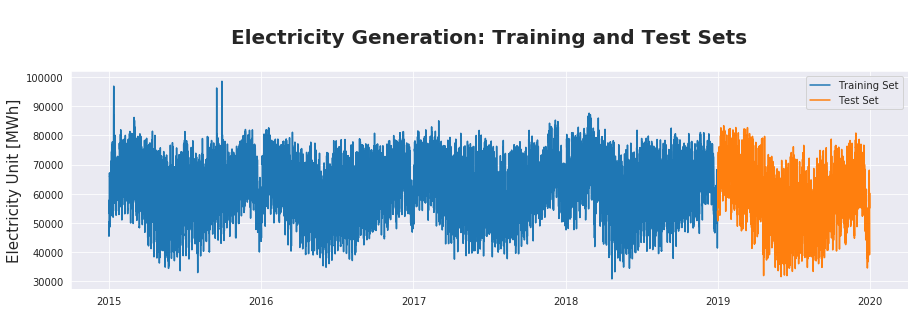 Electricity Generation: Training and Test Sets
Electricity Unit [MWh]
100000
90000
80000
70000
60000
50000
40000
30000
Training Set
Test Set
2015 2016 2017 2018 2019 2020